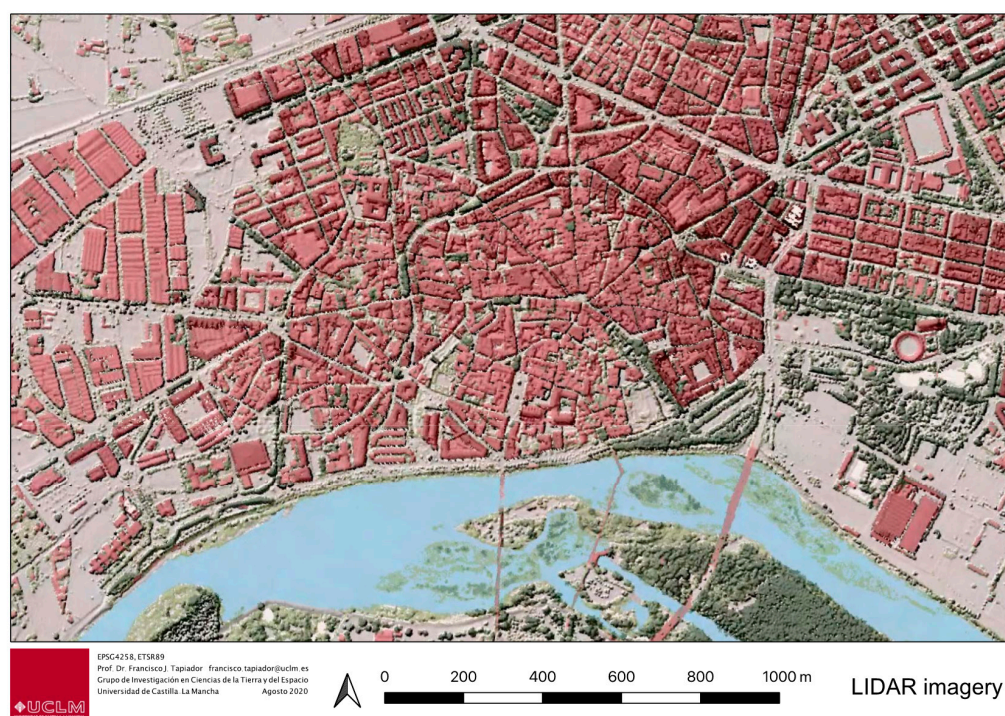 EPSG4258, ETSR89
Prof. Dr. Francisco J. Tapiador francisco.tapiador@uclm.es
Grupo de Investigación en Ciencias de la Tierra y del Espacio
Universidad de Castilla-La Mancha Agosto 2020
UCLM
0 200 400 600 800 1000 m
LIDAR imagery